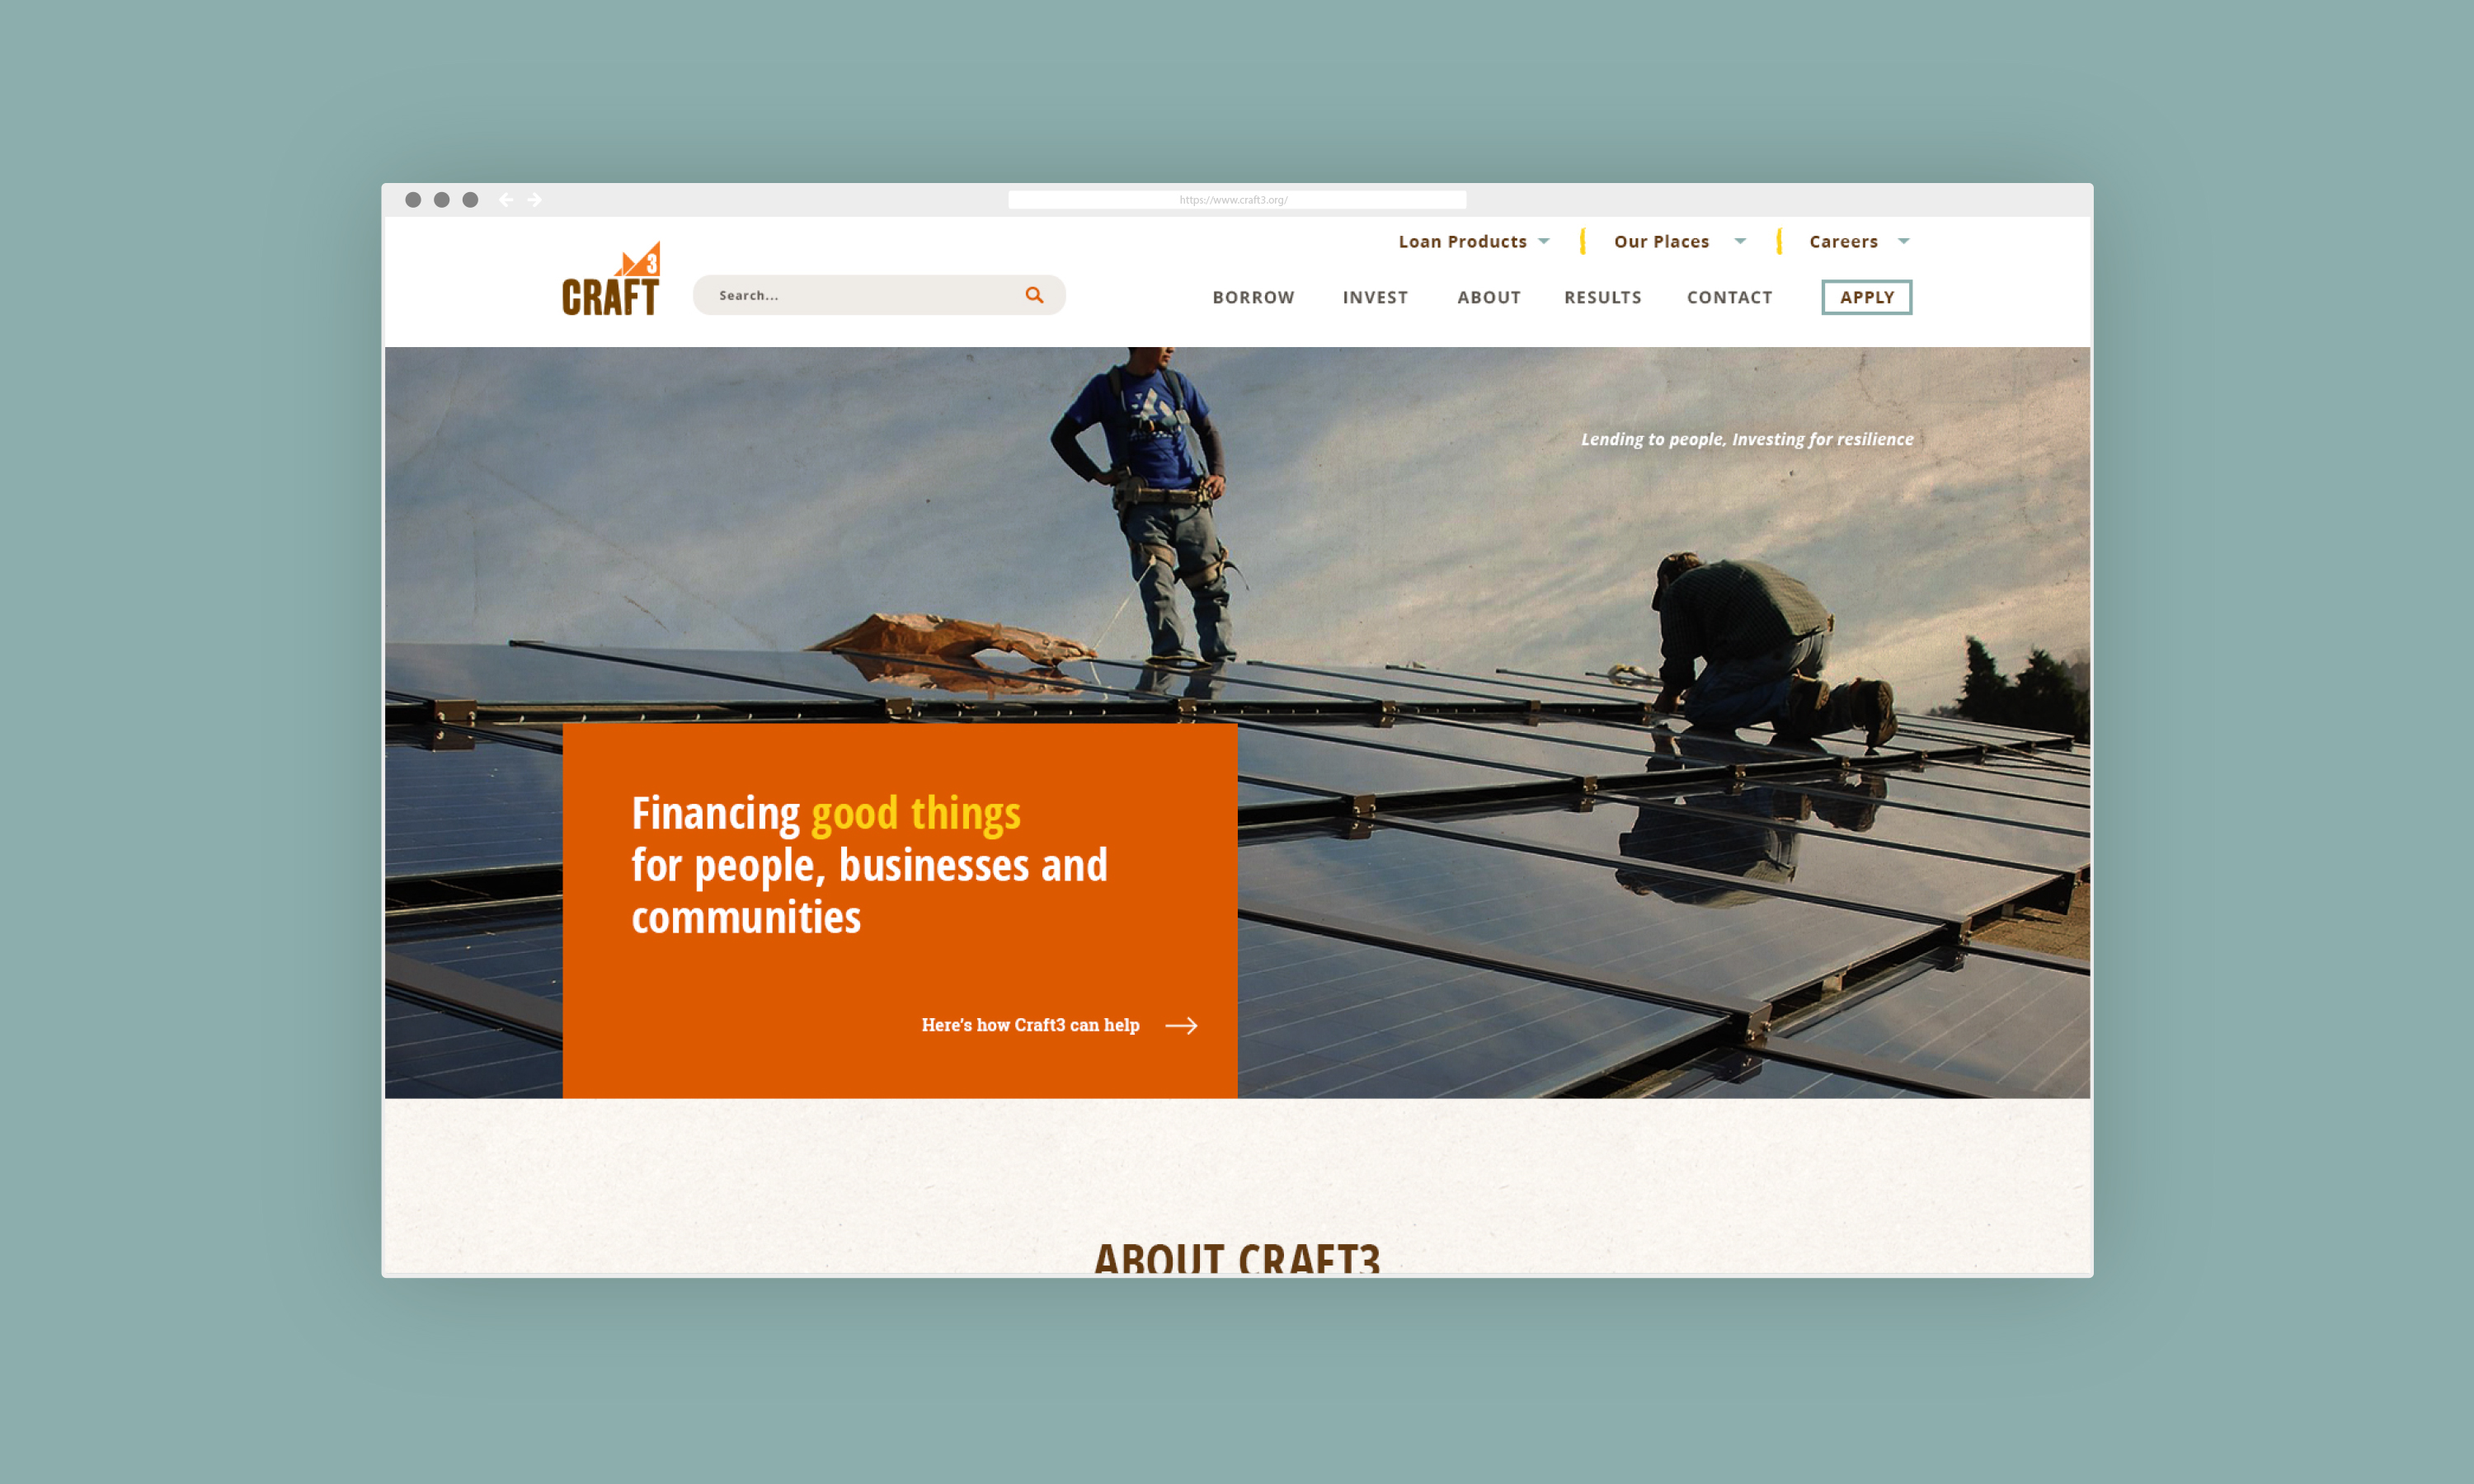 https://www.craft3.org/
Loan Products
Our Places
Careers
3
CRAFT
Search...
BORROW
INVEST
ABOUT
RESULTS
CONTACT
APPLY
Lending to people, Investing for resilience
Financing good things
for people, businesses and
communities
Here's how Craft3 can help
ABOUT CRAFT3